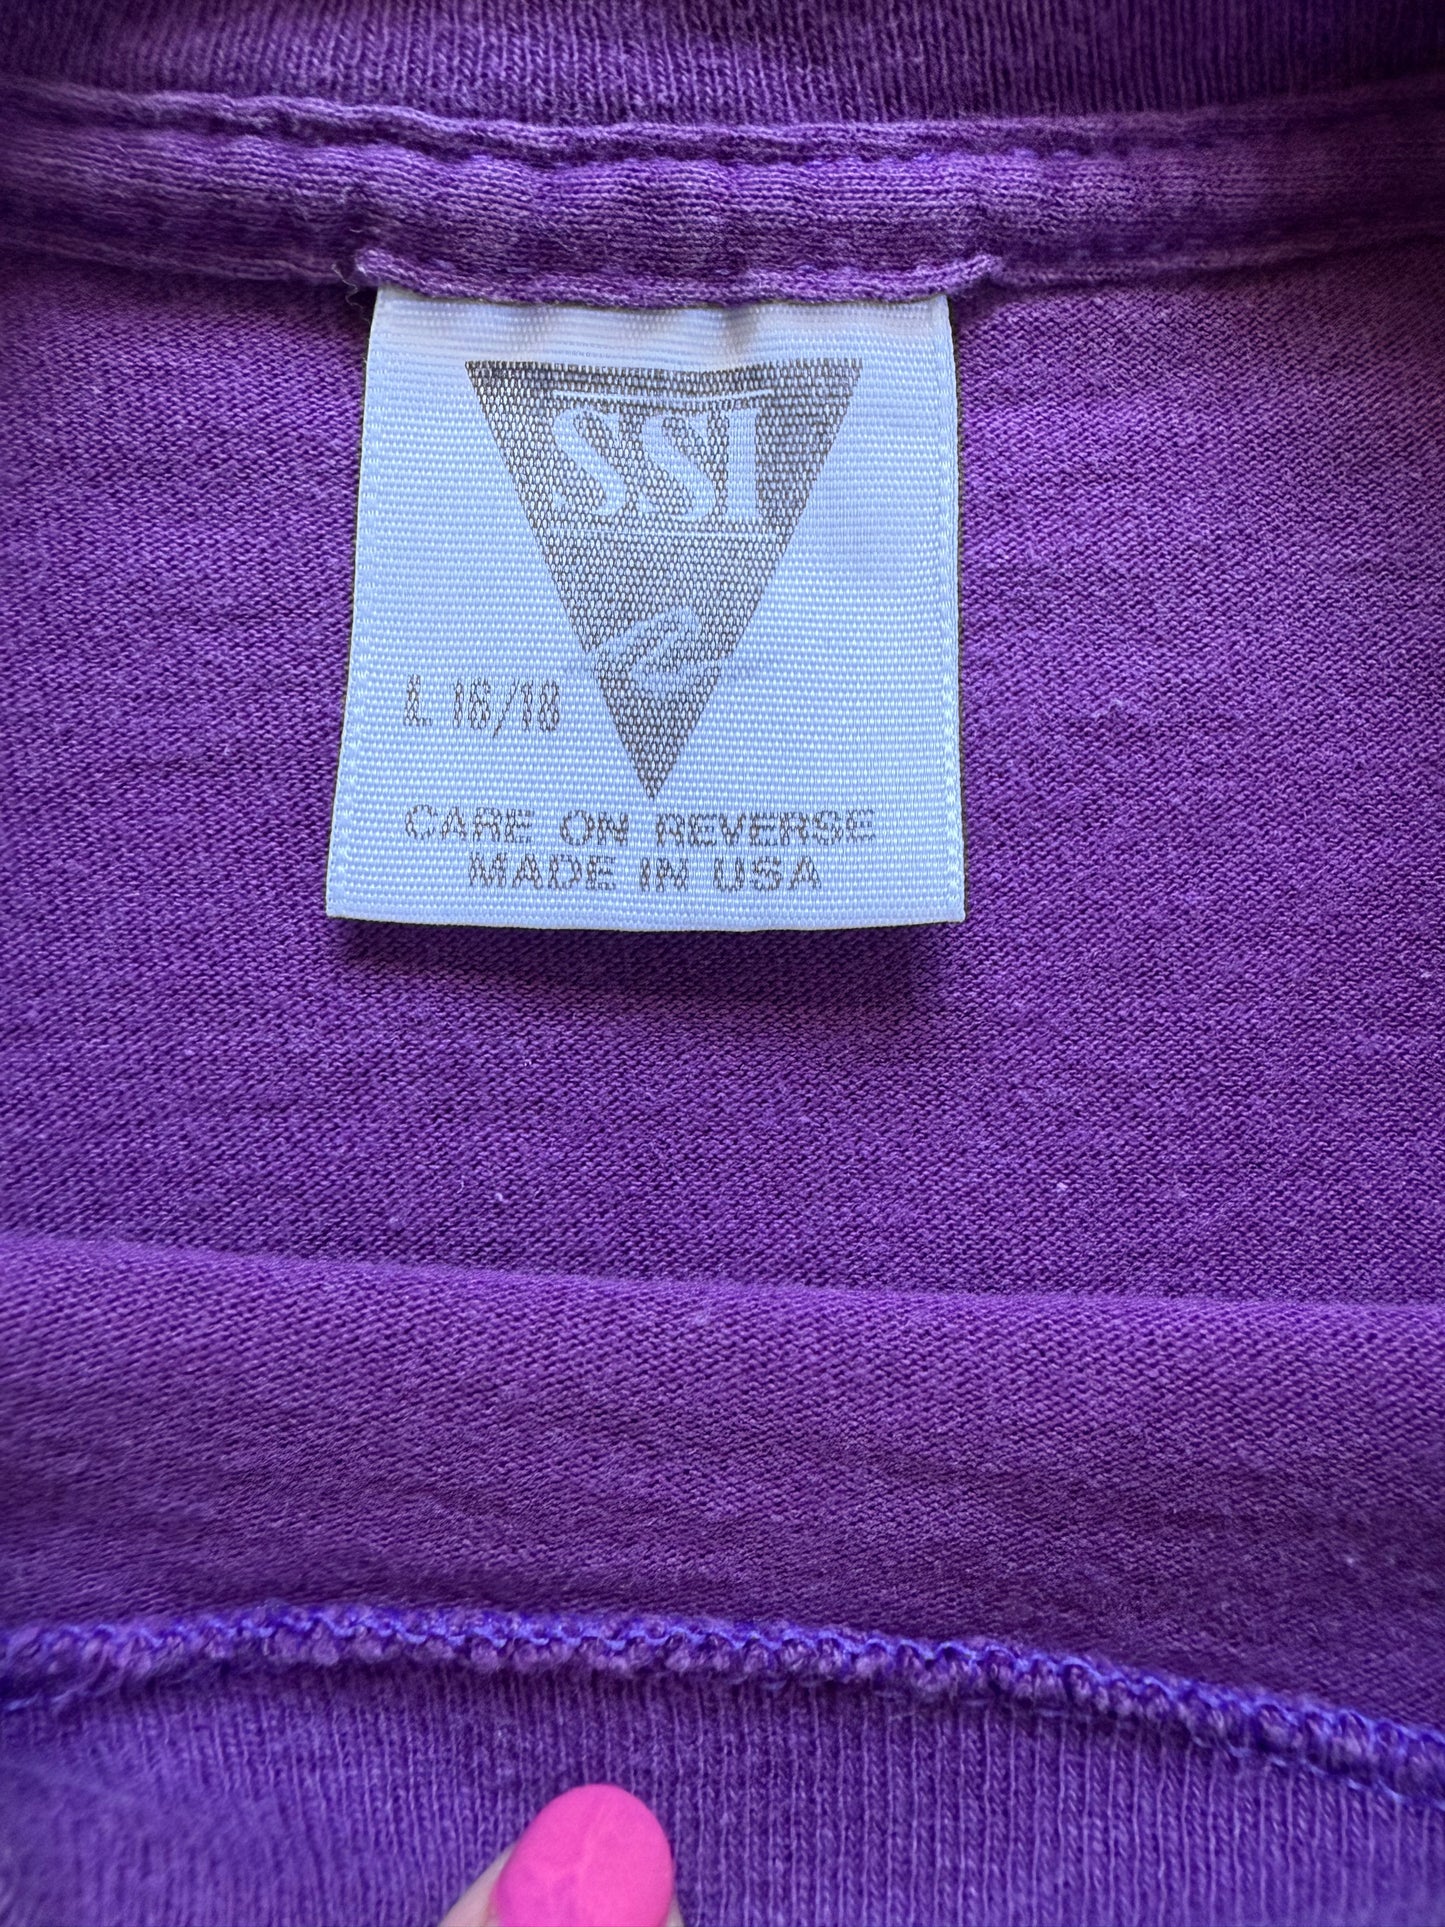 SSI
L 16/18
CARE ON REVERSE
MADE IN USA